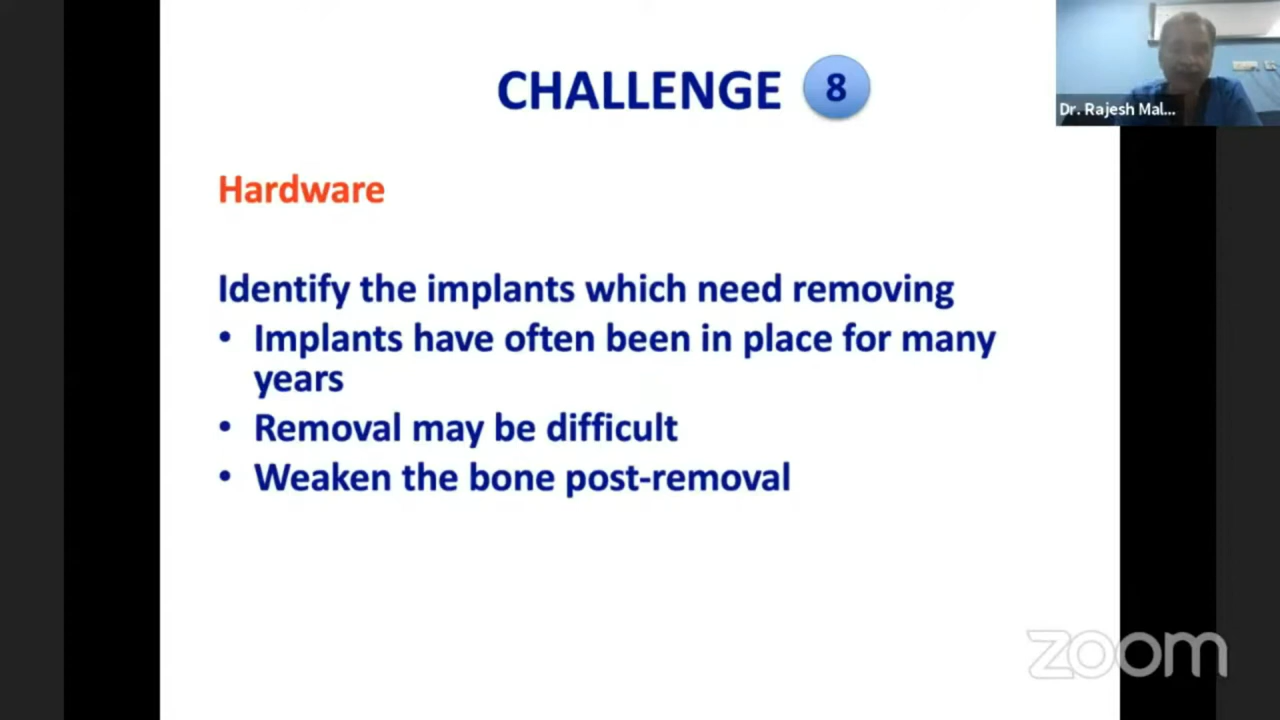 CHALLENGE 8
Dr. Rajesh Mal...
Hardware
Identify the implants which need removing
• Implants have often been in place for many
years
• Removal may be difficult
• Weaken the bone post-removal
zoom